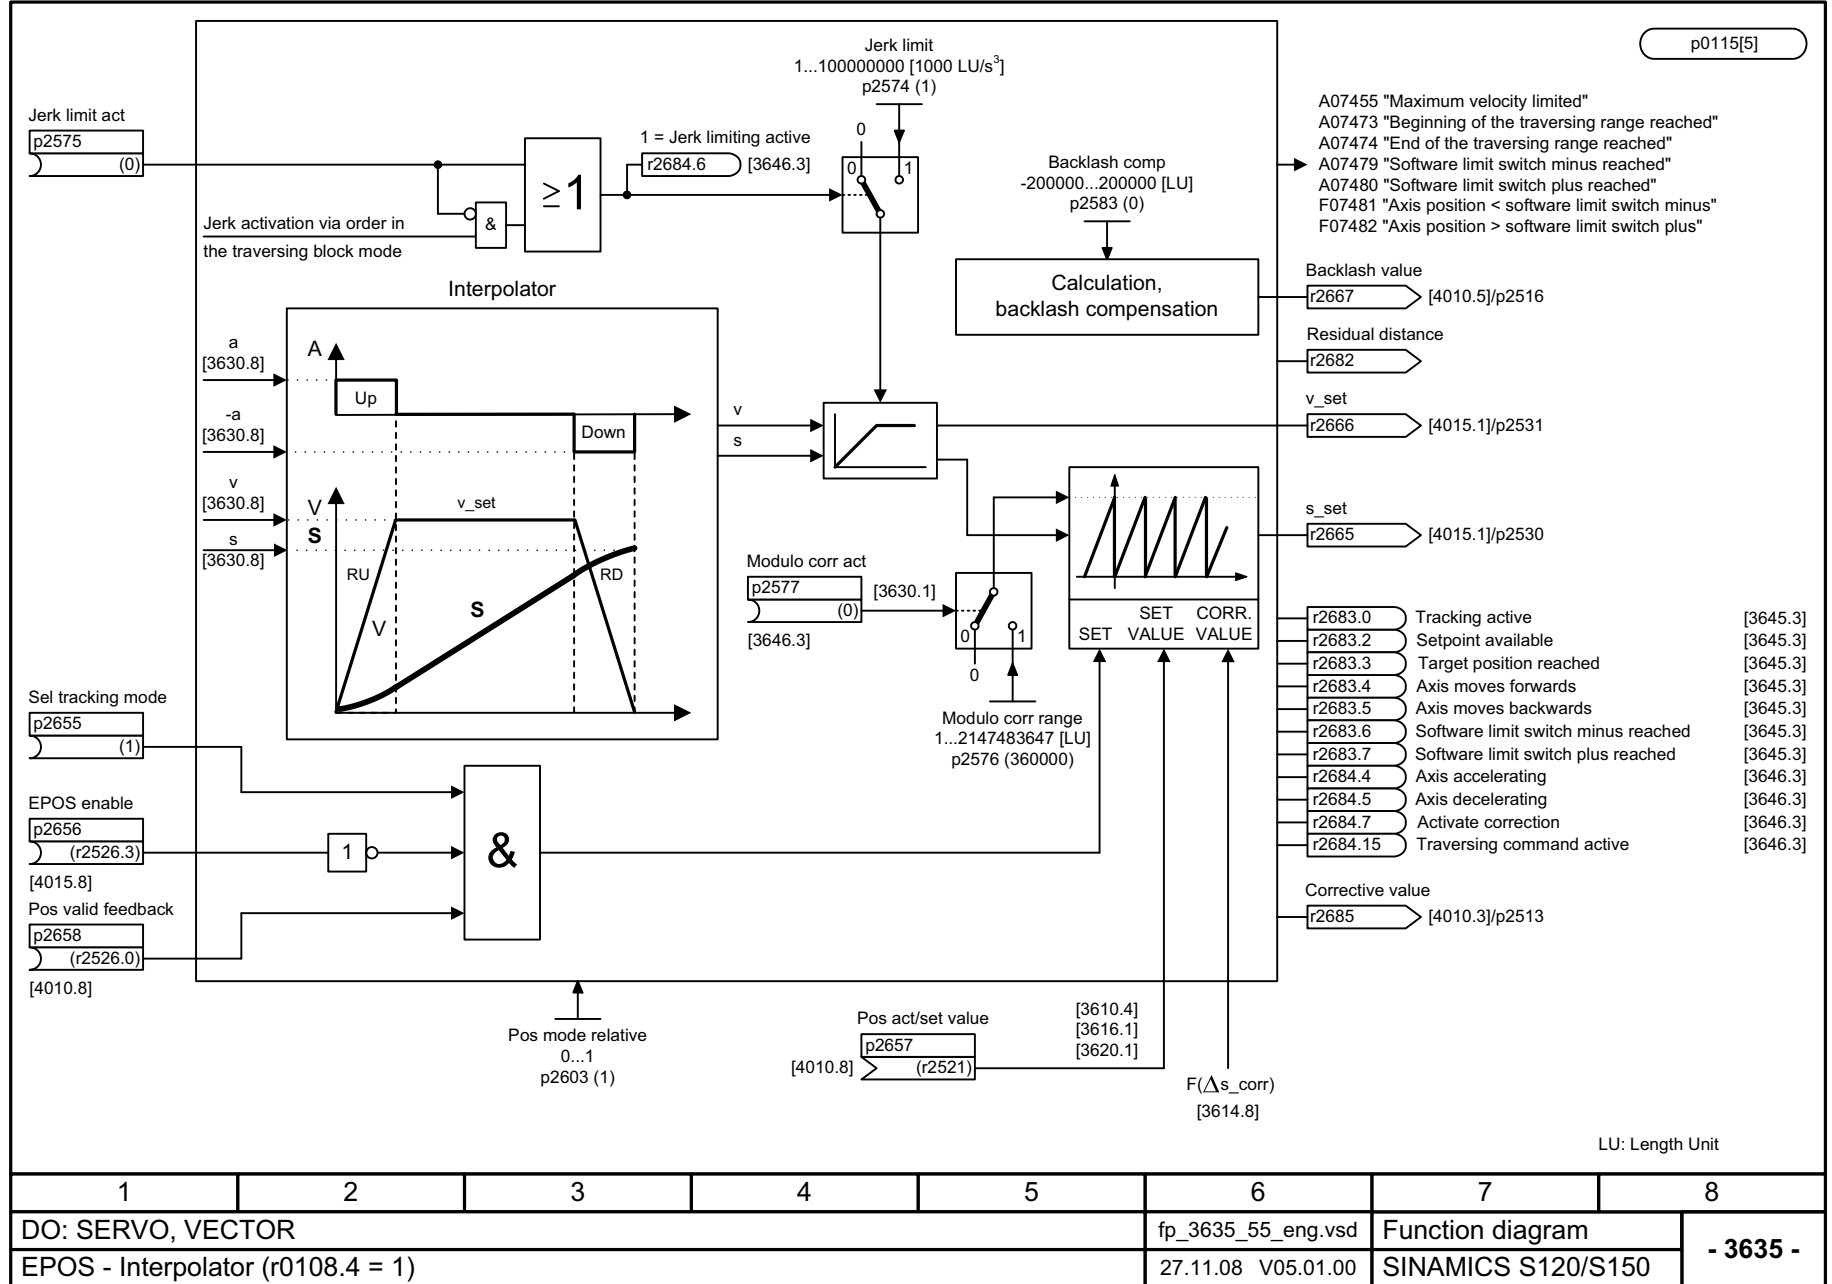 p0115[5]
Jerk limit
1...100000000 [1000 LU/s³]
p2574 (1)
A07455 "Maximum velocity limited"
A07473 "Beginning of the traversing range reached"
A07474 "End of the traversing range reached"
A07479 "Software limit switch minus reached"
A07480 "Software limit switch plus reached"
F07481 "Axis position < software limit switch minus"
F07482 "Axis position > software limit switch plus"
Jerk limit act
p2575
(0)
≥1
1 = Jerk limiting active
r2684.6
[3646.3]
0
0
1
Jerk activation via order in
the traversing block mode
&
Backlash comp
-200000...200000 [LU]
p2583 (0)
Calculation,
backlash compensation
Backlash value
r2667
[4010.5]/p2516
Residual distance
r2682
v_set
r2666
[4015.1]/p2531
s_set
r2665
[4015.1]/p2530
Interpolator
a
[3630.8]
-a
[3630.8]
v
[3630.8]
s
[3630.8]
A
Up
Down
V
S
v_set
RU
V
S
RD
v
s
Modulo corr act
p2577
(0)
[3630.1]
[3646.3]
0
1
0
Modulo corr range
1...2147483647 [LU]
p2576 (360000)
SET
SET
VALUE
CORR.
VALUE
r2683.0 Tracking active [3645.3]
r2683.2 Setpoint available [3645.3]
r2683.3 Target position reached [3645.3]
r2683.4 Axis moves forwards [3645.3]
r2683.5 Axis moves backwards [3645.3]
r2683.6 Software limit switch minus reached [3645.3]
r2683.7 Software limit switch plus reached [3645.3]
r2684.4 Axis accelerating [3646.3]
r2684.5 Axis decelerating [3646.3]
r2684.7 Activate correction [3646.3]
r2684.15 Traversing command active [3646.3]
Corrective value
r2685
[4010.3]/p2513
Sel tracking mode
p2655
(1)
EPOS enable
p2656
(r2526.3)
[4015.8]
1
&
Pos valid feedback
p2658
(r2526.0)
[4010.8]
Pos mode relative
0...1
p2603 (1)
Pos act/set value
p2657
(r2521)
[4010.8]
[3610.4]
[3616.1]
[3620.1]
F(Δs_corr)
[3614.8]
LU: Length Unit
1 2 3 4 5 6 7 8
DO: SERVO, VECTOR
fp_3635_55_eng.vsd
Function diagram
- 3635 -
EPOS - Interpolator (r0108.4 = 1)
27.11.08 V05.01.00
SINAMICS S120/S150